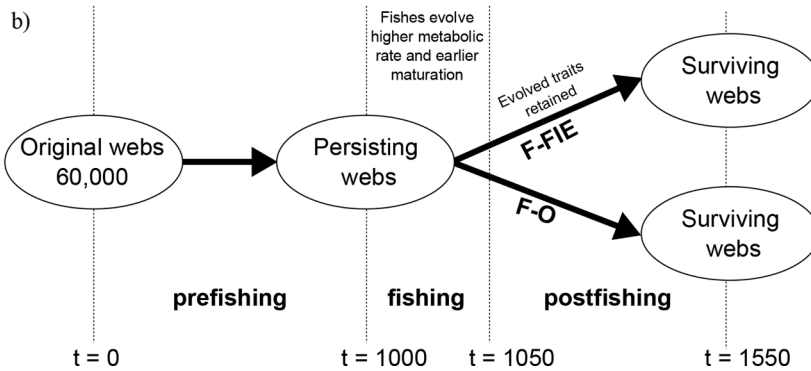 b)
Fishes evolve
higher metabolic
rate and earlier
maturation
Original webs
60,000
Persisting
webs
Evolved traits
retained
F-FIE
F-O
Surviving
webs
Surviving
webs
prefishing
fishing
postfishing
t = 0
t = 1000
t = 1050
t = 1550